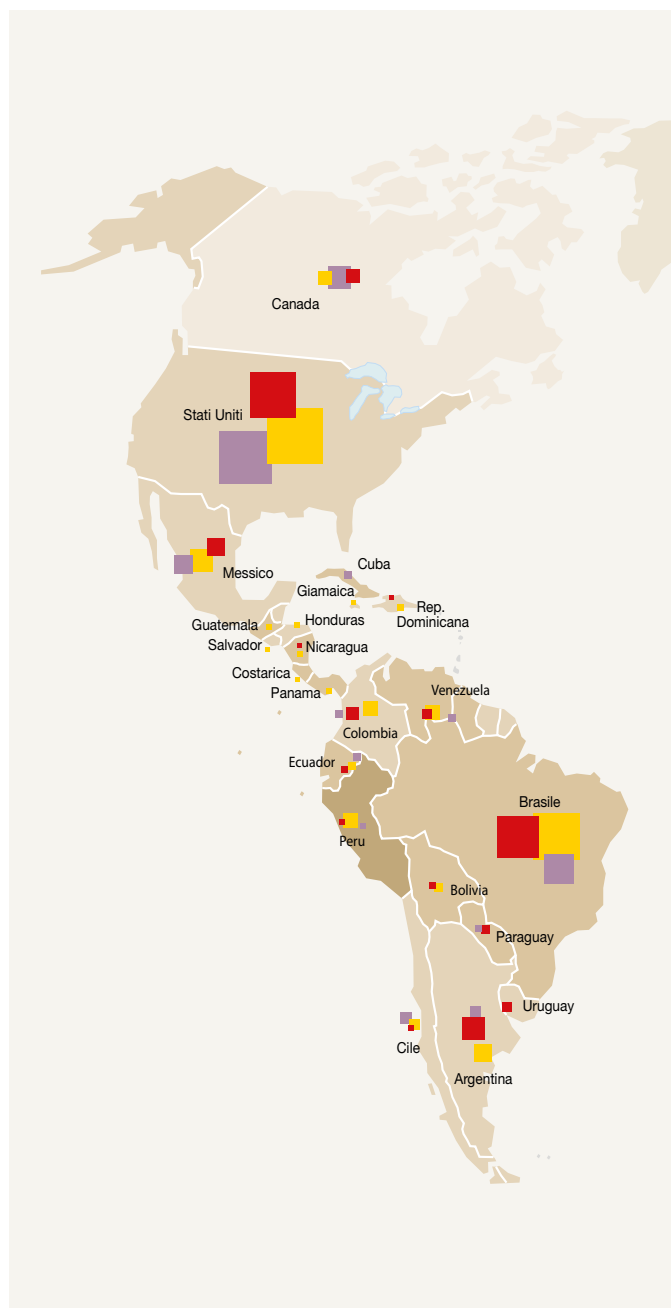 Canada
Stati Uniti
Messico
Cuba
Giamaica
Rep.
Dominicana
Guatemala
Honduras
Salvador
Nicaragua
Costarica
Panama
Venezuela
Colombia
Ecuador
Brasile
Peru
Bolivia
Paraguay
Uruguay
Cile
Argentina